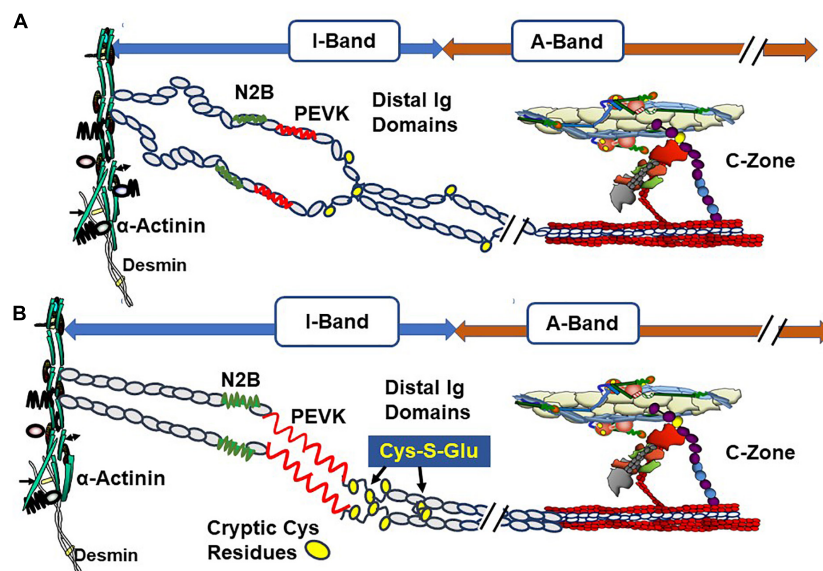 A
I-Band
A-Band
N2B
PEVK
Distal Ig
Domains
C-Zone
α-Actinin
Desmin
B
I-Band
A-Band
N2B
PEVK
Distal Ig
Domains
Cys-S-Glu
C-Zone
α-Actinin
Cryptic Cys
Residues
Desmin